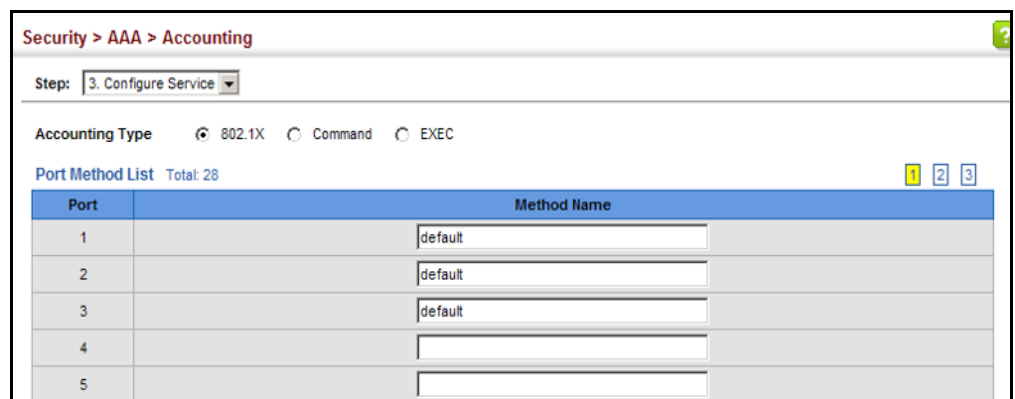 Security > AAA > Accounting
?
Step: 3. Configure Service
Accounting Type 802.1X Command EXEC
Port Method List Total: 28 1 2 3
Port Method Name
1 default
2 default
3 default
4
5